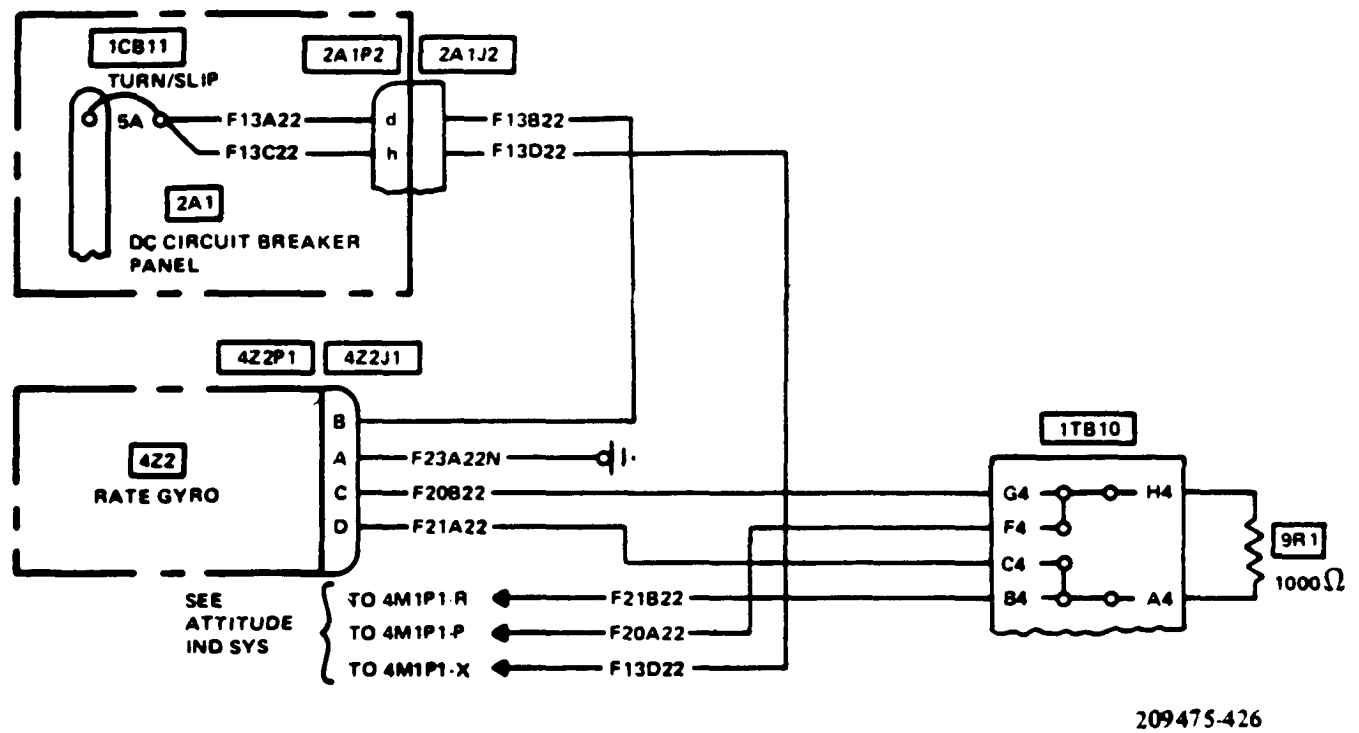 1CB11
TURN/SLIP
5A
2A1P2
2A1J2
F13A22
d
F13B22
F13C22
h
F13D22
2A1
DC CIRCUIT BREAKER
PANEL
4Z2P1
4Z2J1
4Z2
RATE GYRO
B
A
F23A22N
C
F20B22
D
F21A22
1TB10
G4
H4
F4
C4
B4
A4
9R1
1000Ω
SEE
ATTITUDE
IND SYS
TO 4M1P1-R
F21B22
TO 4M1P1-P
F20A22
TO 4M1P1-X
F13D22
209475-426